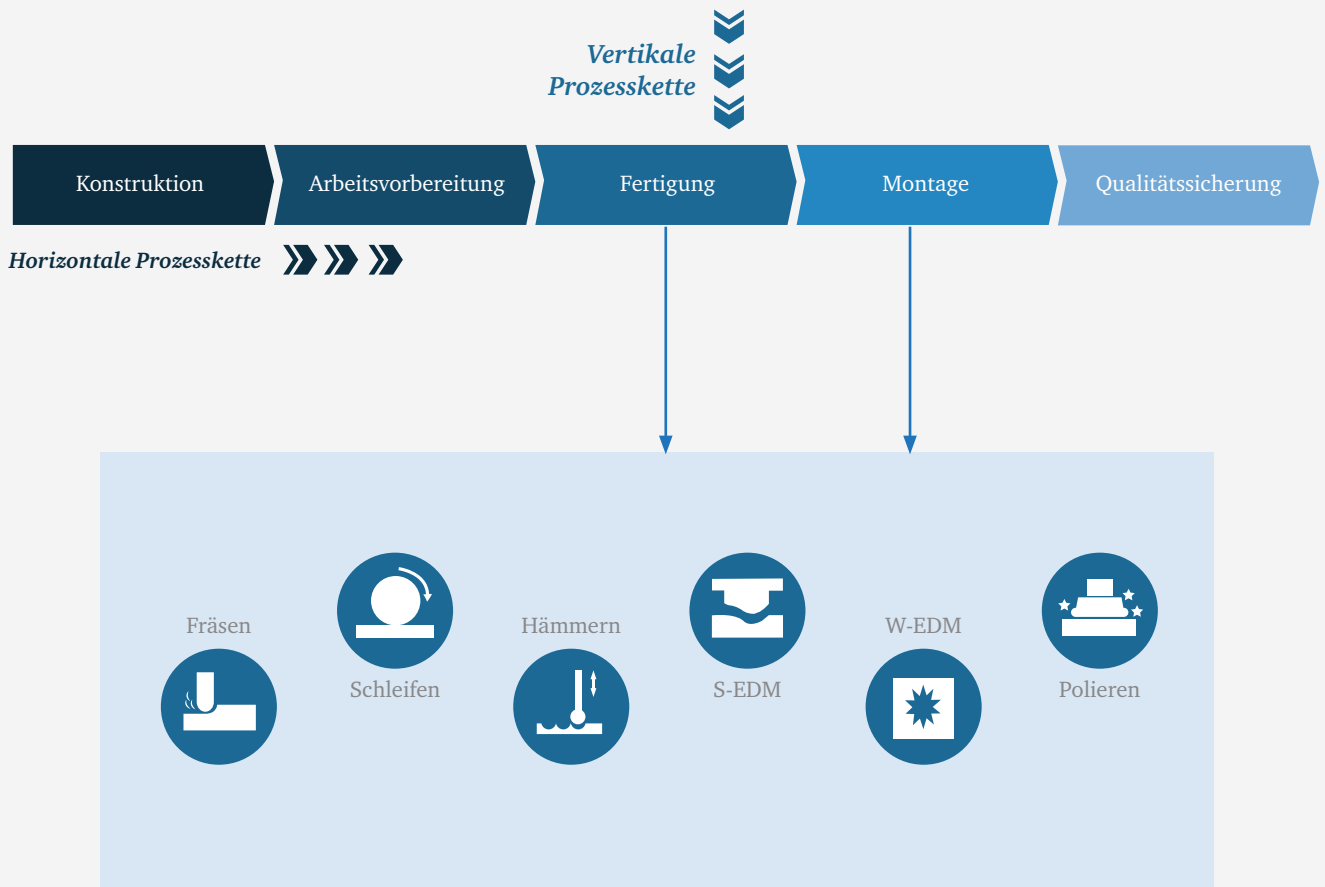 Vertikale
Prozesskette
Konstruktion
Arbeitsvorbereitung
Fertigung
Montage
Qualitätssicherung
Horizontale Prozesskette
Fräsen
Schleifen
Hämmern
S-EDM
W-EDM
Polieren